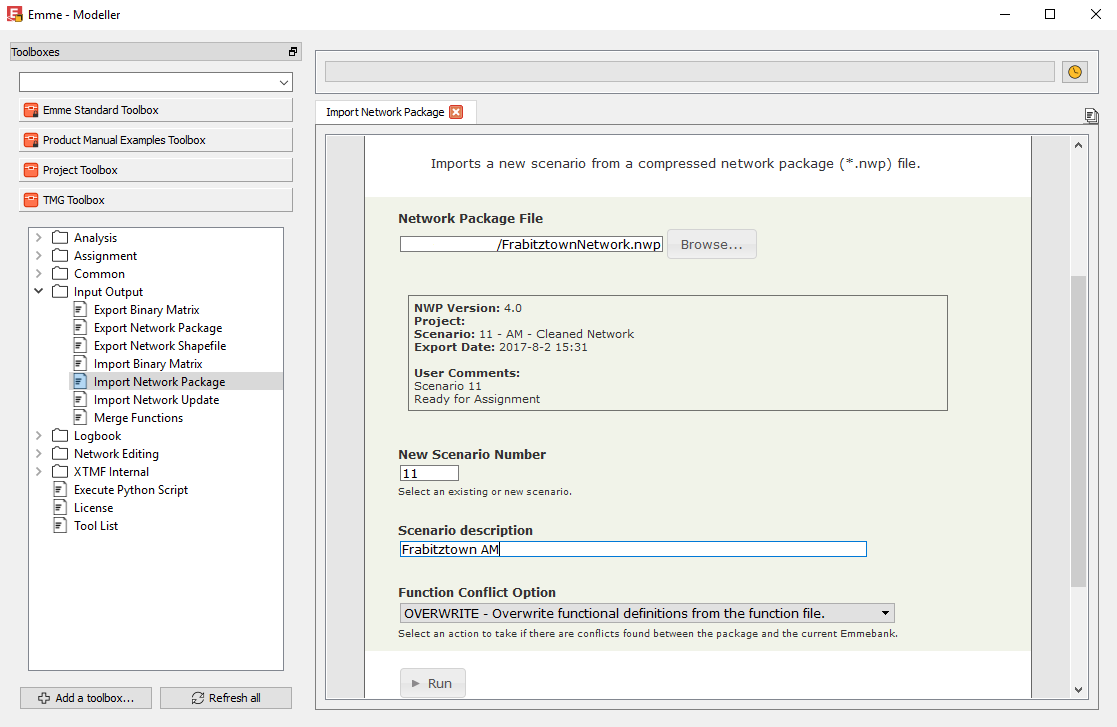 Emme - Modeller
Toolboxes
Emme Standard Toolbox
Product Manual Examples Toolbox
Project Toolbox
TMG Toolbox
Analysis
Assignment
Common
Input Output
Export Binary Matrix
Export Network Package
Export Network Shapefile
Import Binary Matrix
Import Network Package
Import Network Update
Merge Functions
Logbook
Network Editing
XTMF Internal
Execute Python Script
License
Tool List
Add a toolbox...
Refresh all
Import Network Package
Imports a new scenario from a compressed network package (*.nwp) file.
Network Package File
/FrabitztownNetwork.nwp
Browse...
NWP Version: 4.0
Project:
Scenario: 11 - AM - Cleaned Network
Export Date: 2017-8-2 15:31
User Comments:
Scenario 11
Ready for Assignment
New Scenario Number
11
Select an existing or new scenario.
Scenario description
Frabitztown AM
Function Conflict Option
OVERWRITE - Overwrite functional definitions from the function file.
Select an action to take if there are conflicts found between the package and the current Emmebank.
Run